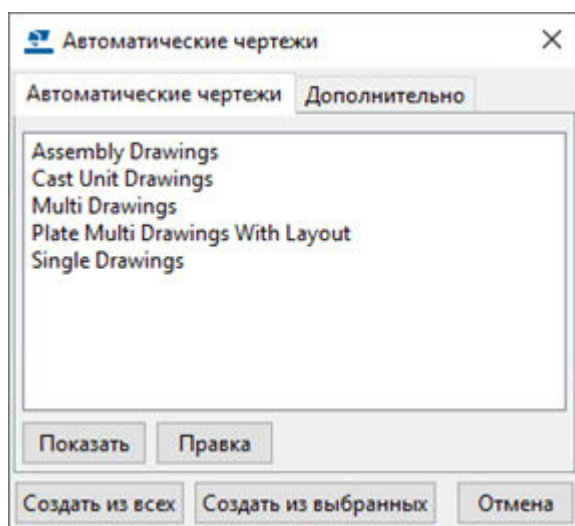 Автоматические чертежи
Автоматические чертежи Дополнительно
Assembly Drawings
Cast Unit Drawings
Multi Drawings
Plate Multi Drawings With Layout
Single Drawings
Показать Правка
Создать из всех Создать из выбранных Отмена